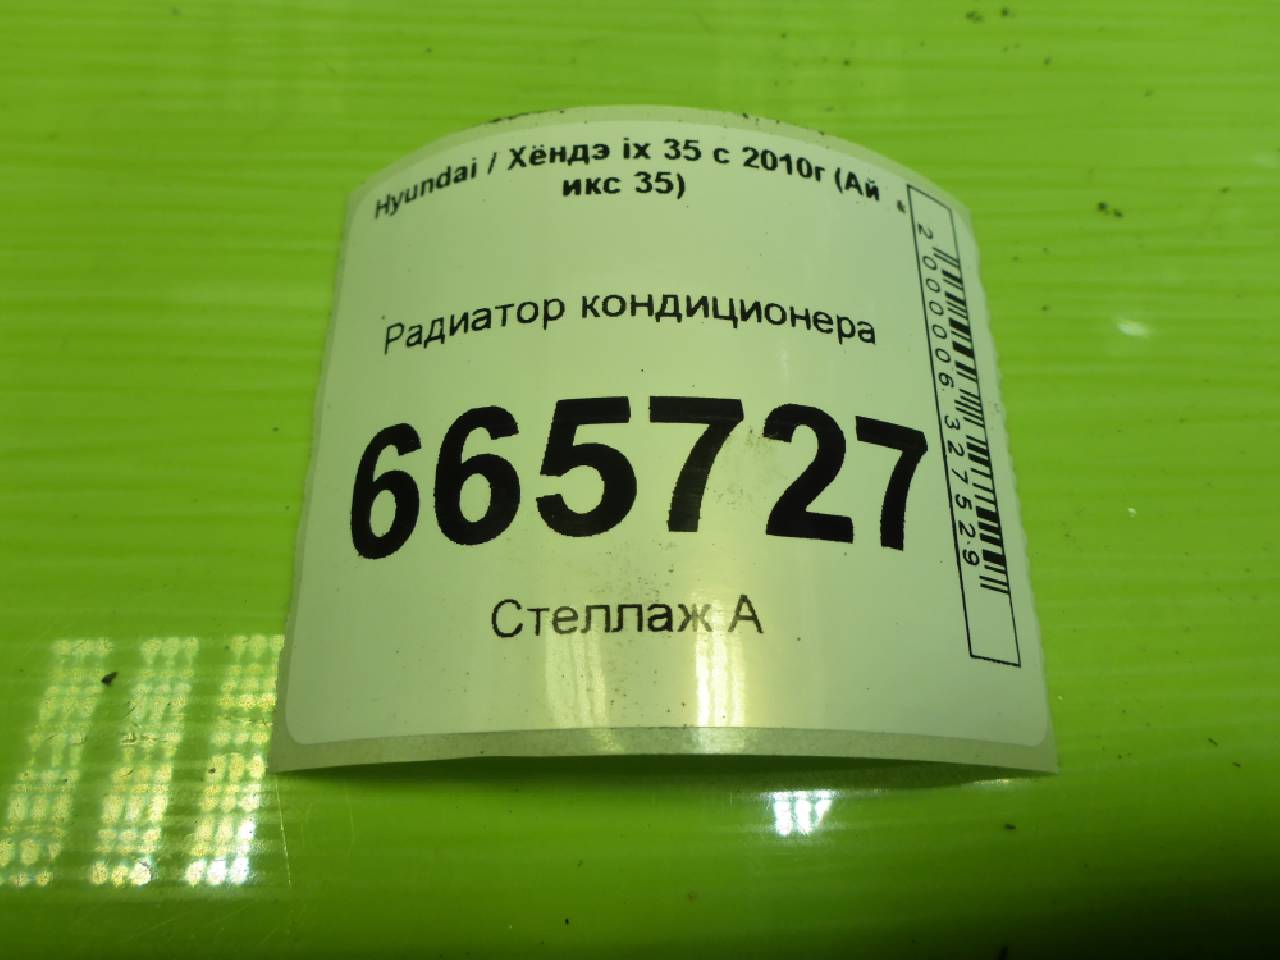 Hyundai / Хёндэ ix 35 с 2010г (Ай
икс 35)
Радиатор кондиционера
665727
Стеллаж А
2000006327529